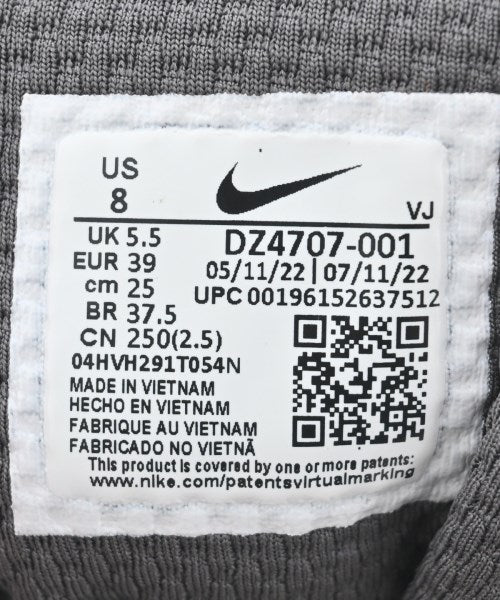 US
8
VJ
UK 5.5
EUR 39
cm 25
BR 37.5
CN 250(2.5)
DZ4707-001
05/11/22 | 07/11/22
UPC 00196152637512
04HVH291T054N
MADE IN VIETNAM
HECHO EN VIETNAM
FABRIQUE AU VIETNAM
FABRICADO NO VIETNÃ
This product is covered by one or more patents:
www.nike.com/patentsvirtualmarking